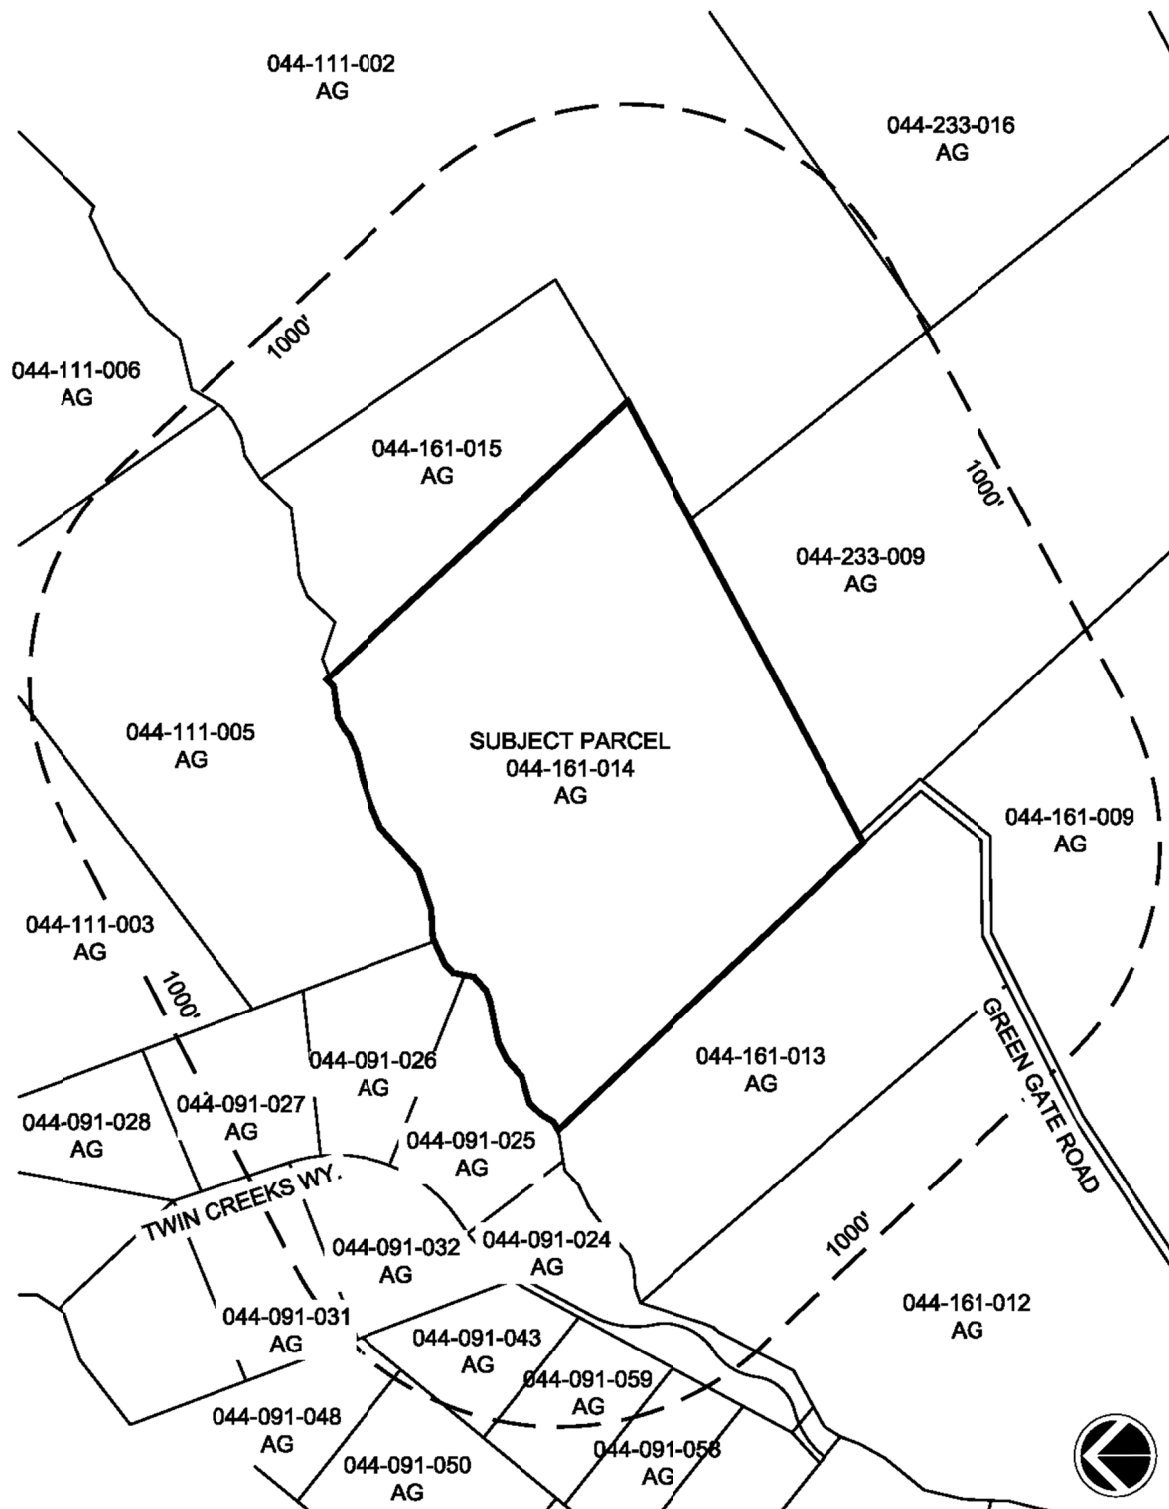 044-111-002
AG
044-233-016
AG
1000'
044-111-006
AG
044-161-015
AG
1000'
044-233-009
AG
044-111-005
AG
SUBJECT PARCEL
044-161-014
AG
044-161-009
AG
044-111-003
AG
1000'
GREEN GATE ROAD
044-161-013
AG
044-091-026
AG
044-091-027
AG
044-091-028
AG
044-091-025
AG
TWIN CREEKS WY.
044-091-032
AG
044-091-024
AG
1000'
044-161-012
AG
044-091-031
AG
044-091-043
AG
044-091-059
AG
044-091-048
AG
044-091-058
AG
044-091-050
AG